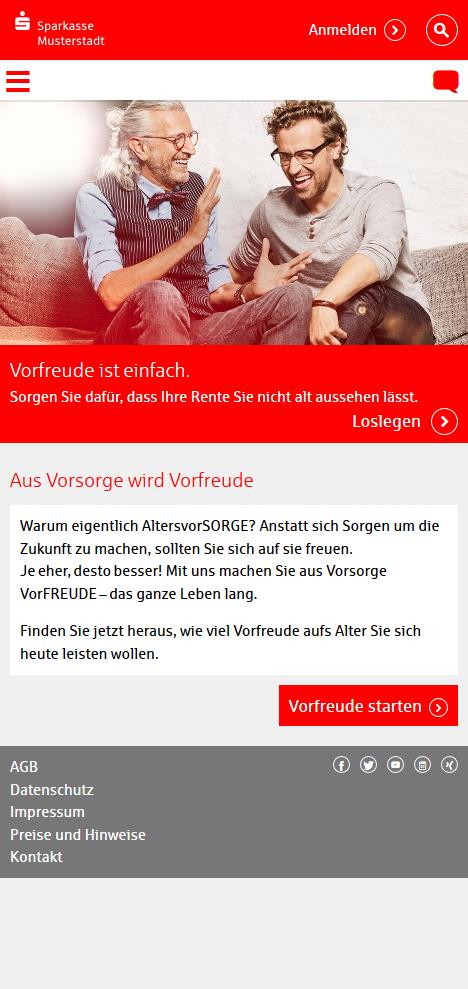 Sparkasse
Musterstadt
Anmelden
Vorfreude ist einfach.
Sorgen Sie dafür, dass Ihre Rente Sie nicht alt aussehen lässt.
Loslegen
Aus Vorsorge wird Vorfreude
Warum eigentlich AltersvorSORGE? Anstatt sich Sorgen um die
Zukunft zu machen, sollten Sie sich auf sie freuen.
Je eher, desto besser! Mit uns machen Sie aus Vorsorge
VorFREUDE – das ganze Leben lang.
Finden Sie jetzt heraus, wie viel Vorfreude aufs Alter Sie sich
heute leisten wollen.
Vorfreude starten
AGB
Datenschutz
Impressum
Preise und Hinweise
Kontakt